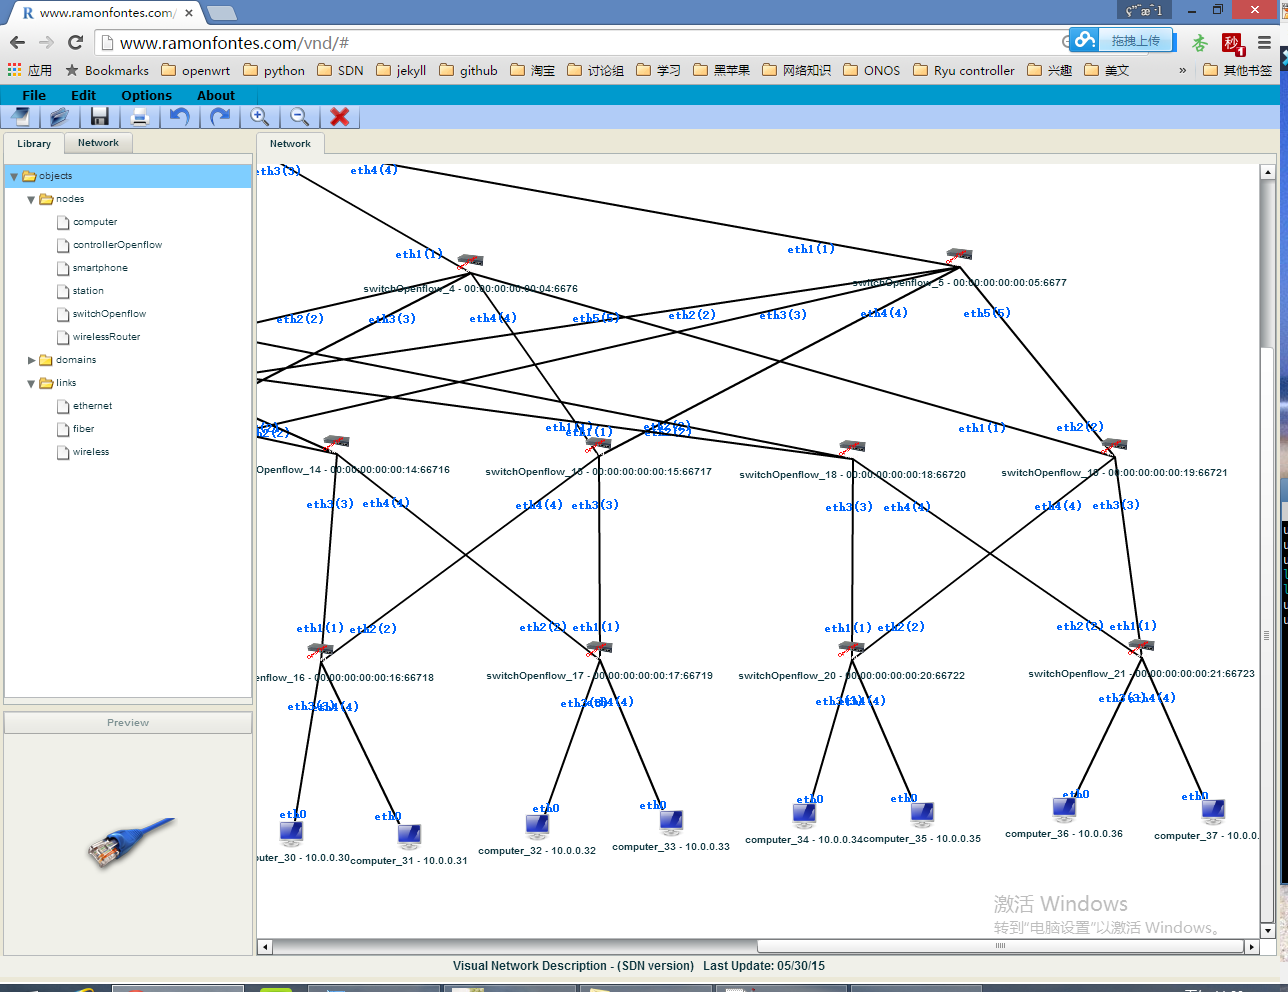 www.ramonfontes.com/
www.ramonfontes.com/vnd/#
拖拽上传
应用 Bookmarks openwrt python SDN jekyll github 淘宝 讨论组 学习 黑苹果 网络知识 ONOS Ryu controller 兴趣 美文 » 其他书签
File Edit Options About
Library Network
Network
objects
nodes
computer
controllerOpenflow
smartphone
station
switchOpenflow
wirelessRouter
domains
links
ethernet
fiber
wireless
Preview
eth3(3) eth4(4)
eth1(1) eth1(1)
switchOpenflow_4 - 00:00:00:00:00:04:6676 switchOpenflow_5 - 00:00:00:00:00:05:6677
eth2(2) eth3(3) eth4(4) eth5(5) eth2(2) eth3(3) eth4(4) eth5(5)
eth1(1) eth1(1) eth2(2) eth2(2) eth1(1) eth2(2)
Openflow_14 - 00:00:00:00:00:14:66716 switchOpenflow_15 - 00:00:00:00:00:15:66717 switchOpenflow_18 - 00:00:00:00:00:18:66720 switchOpenflow_19 - 00:00:00:00:00:19:66721
eth3(3) eth4(4) eth4(4) eth3(3) eth3(3) eth4(4) eth4(4) eth3(3)
eth1(1) eth2(2) eth2(2) eth1(1) eth1(1) eth2(2) eth2(2) eth1(1)
enflow_16 - 00:00:00:00:00:16:66718 switchOpenflow_17 - 00:00:00:00:00:17:66719 switchOpenflow_20 - 00:00:00:00:00:20:66722 switchOpenflow_21 - 00:00:00:00:00:21:66723
eth3(3) eth4(4) eth3(3) eth4(4) eth3(3) eth4(4) eth3(3) eth4(4)
eth0 eth0 eth0 eth0 eth0 eth0 eth0 eth0
puter_30 - 10.0.0.30 computer_31 - 10.0.0.31 computer_32 - 10.0.0.32 computer_33 - 10.0.0.33 computer_34 - 10.0.0.34 computer_35 - 10.0.0.35 computer_36 - 10.0.0.36 computer_37 - 10.0.0.
激活 Windows
转到"电脑设置"以激活 Windows。
Visual Network Description - (SDN version) Last Update: 05/30/15